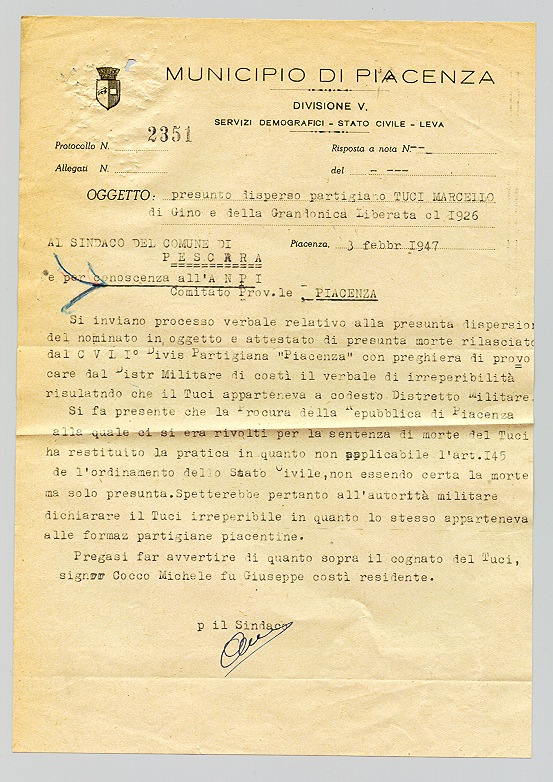 MUNICIPIO DI PIACENZA
DIVISIONE V.
SERVIZI DEMOGRAFICI - STATO CIVILE - LEVA
Protocollo N. 2351
Risposta a nota N.--
Allegati N.
del - ---
OGGETTO: presunto disperso partigiano TUCI MARCELLO
di Gino e della Grandonica Liberata cl I926
AL SINDACO DEL COMUNE DI
Piacenza, 3 febbr 1947
PESCARA
e per conoscenza all'A N P I
Comitato Prov.le - PIACENZA
Si inviano processo verbale relativo alla presunta dispersion
del nominato in oggetto e attestato di presunta morte rilasciato
dal C V L I° Divis Partigiana "Piacenza" con preghiera di provo
care dal Distr Militare di costì il verbale di irreperibilità
risulatndo che il Tuci apparteneva a codesto Distretto Militare.
Si fa presente che la Procura della Repubblica di Piacenza
alla quale ci si era rivolti per la sentenza di morte del Tuci
ha restituito la pratica in quanto non applicabile l'art.I45
de l'ordinamento dello Stato Civile,non essendo certa la morte
ma solo presunta.Spetterebbe pertanto all'autorità militare
dichiarare il Tuci irreperibile in quanto lo stesso apparteneva
alle formaz partigiane piacentine.
Pregasi far avvertire di quanto sopra il cognato del Tuci,
signor Cocco Michele fu Giuseppe costì residente.
p il Sindaco